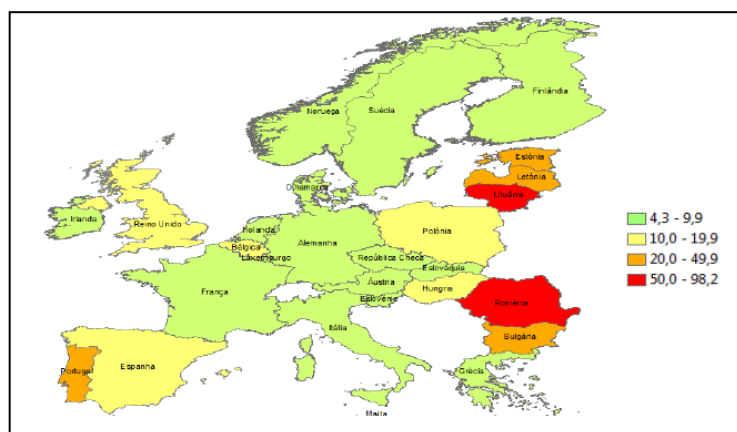 Finlândia
Noruega
Suécia
Estónia
Letónia
Lituânia
Dinamarca
Irlanda
Reino Unido
Holanda
Polónia
Bélgica
Alemanha
Luxemburgo
República Checa
Eslováquia
França
Áustria
Hungria
Eslovénia
Roménia
Itália
Bulgária
Portugal
Espanha
Grécia
Malta
4,3 - 9,9
10,0 - 19,9
20,0 - 49,9
50,0 - 98,2